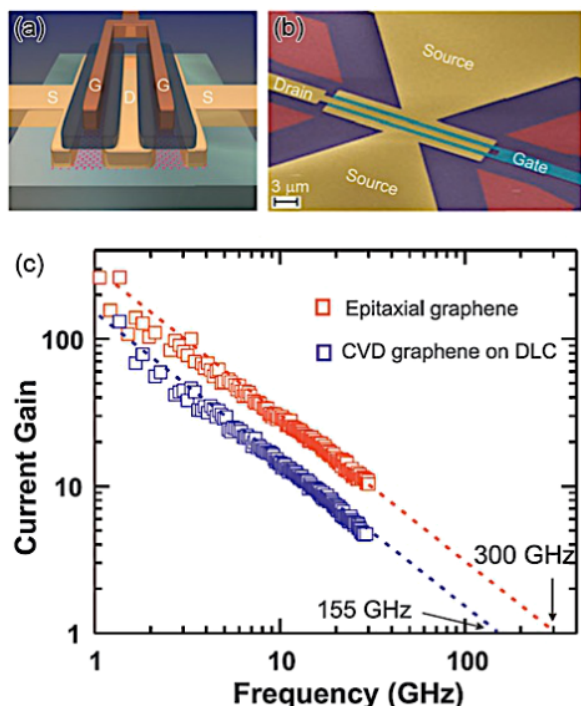 (a)
G
G
S
D
S
(b)
Source
Drain
Gate
Source
3 μm
(c)
Epitaxial graphene
CVD graphene on DLC
Current Gain
100
10
1
300 GHz
155 GHz
1
10
100
Frequency (GHz)